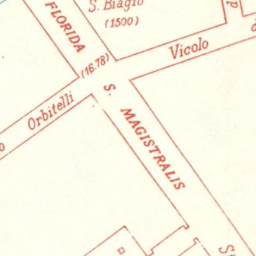 S. Biagio
(1500)
FLORIDA
Vicolo
(16.78)
Orbitelli
S. MAGISTRALIS